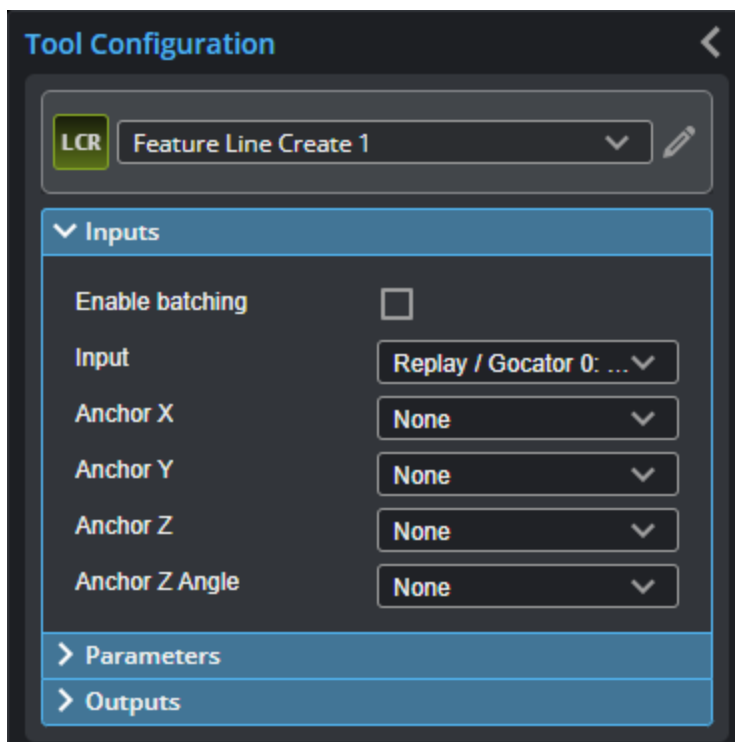 Tool Configuration
LCR Feature Line Create 1
Inputs
Enable batching
Input Replay / Gocator 0: ...
Anchor X None
Anchor Y None
Anchor Z None
Anchor Z Angle None
Parameters
Outputs